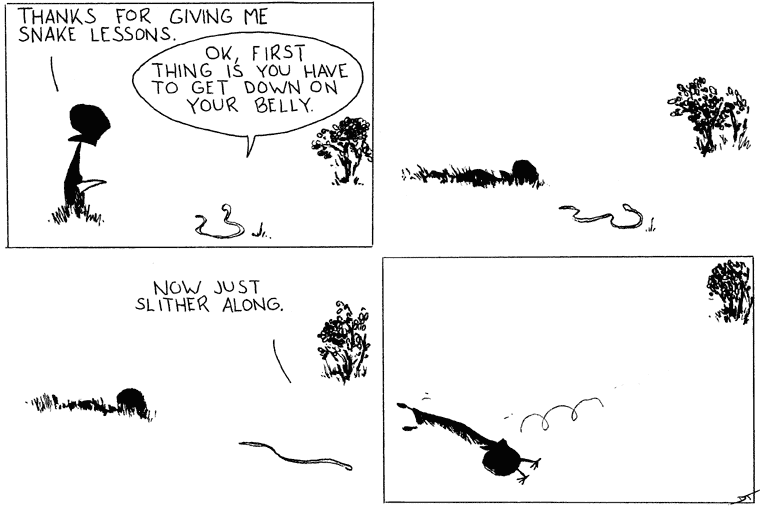 THANKS FOR GIVING ME
SNAKE LESSONS.
OK, FIRST
THING IS YOU HAVE
TO GET DOWN ON
YOUR BELLY.
NOW JUST
SLITHER ALONG.